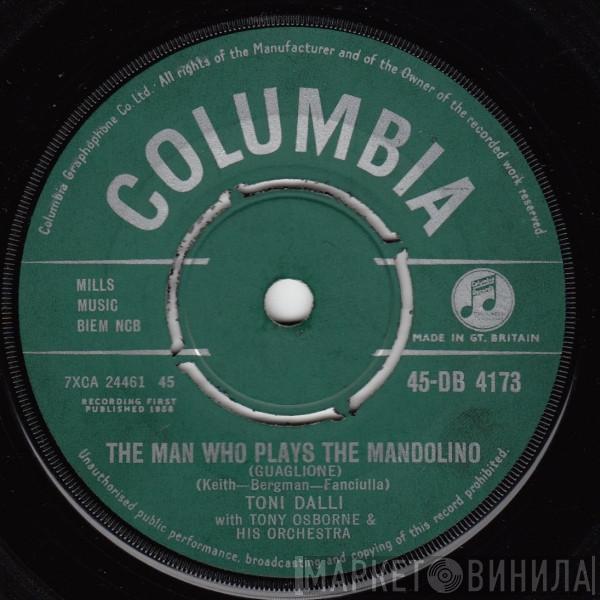 Columbia Graphophone Co. Ltd · All rights of the Manufacturer and of the Owner of the recorded work reserved.
COLUMBIA
MILLS
MUSIC
BIEM NCB
MADE IN GT. BRITAIN
7XCA 24461 45
RECORDING FIRST
PUBLISHED 1958
45-DB 4173
THE MAN WHO PLAYS THE MANDOLINO
(GUAGLIONE)
(Keith—Bergman—Fanciulla)
TONI DALLI
with TONY OSBORNE &
HIS ORCHESTRA
Unauthorised public performance, broadcasting and copying of this record prohibited.
МАРКЕТ ВИНИЛА